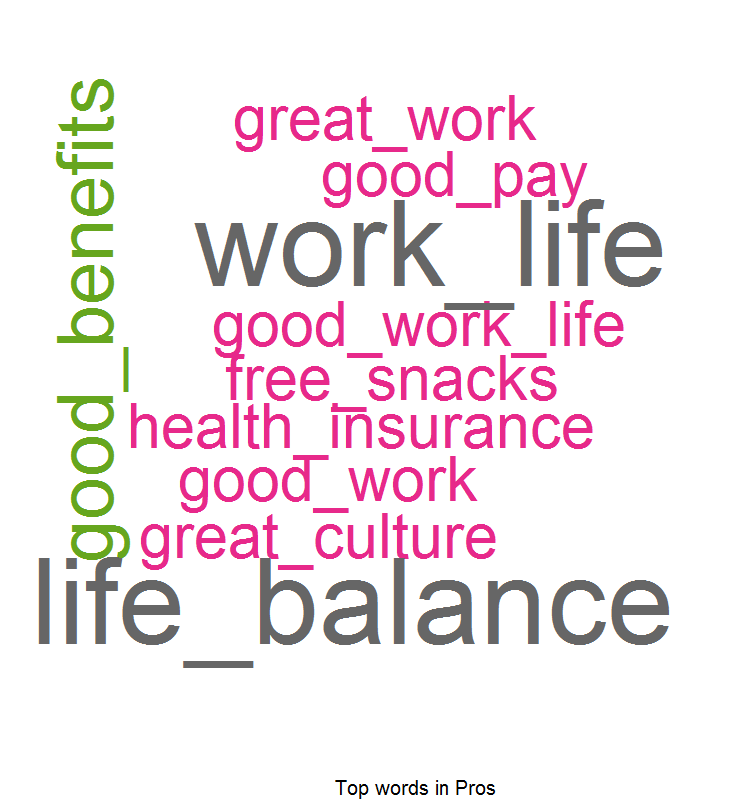 good_benefits
great_work
good_pay
work_life
good_work_life
free_snacks
health_insurance
good_work
great_culture
life_balance
Top words in Pros